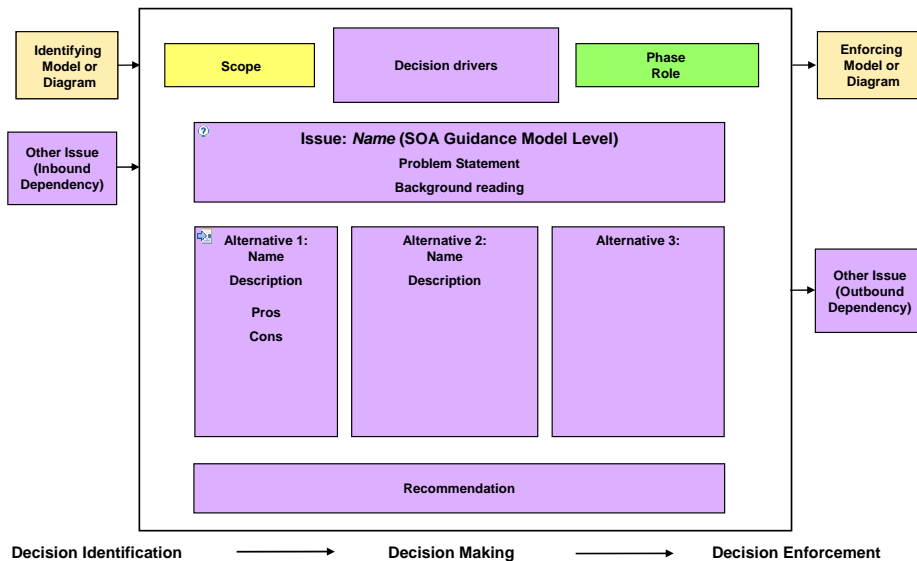 Identifying
Model or
Diagram
Scope
Decision drivers
Phase
Role
Enforcing
Model or
Diagram
Other Issue
(Inbound
Dependency)
Issue: Name (SOA Guidance Model Level)
Problem Statement
Background reading
Alternative 1:
Name
Description
Pros
Cons
Alternative 2:
Name
Description
Alternative 3:
Other Issue
(Outbound
Dependency)
Recommendation
Decision Identification
Decision Making
Decision Enforcement